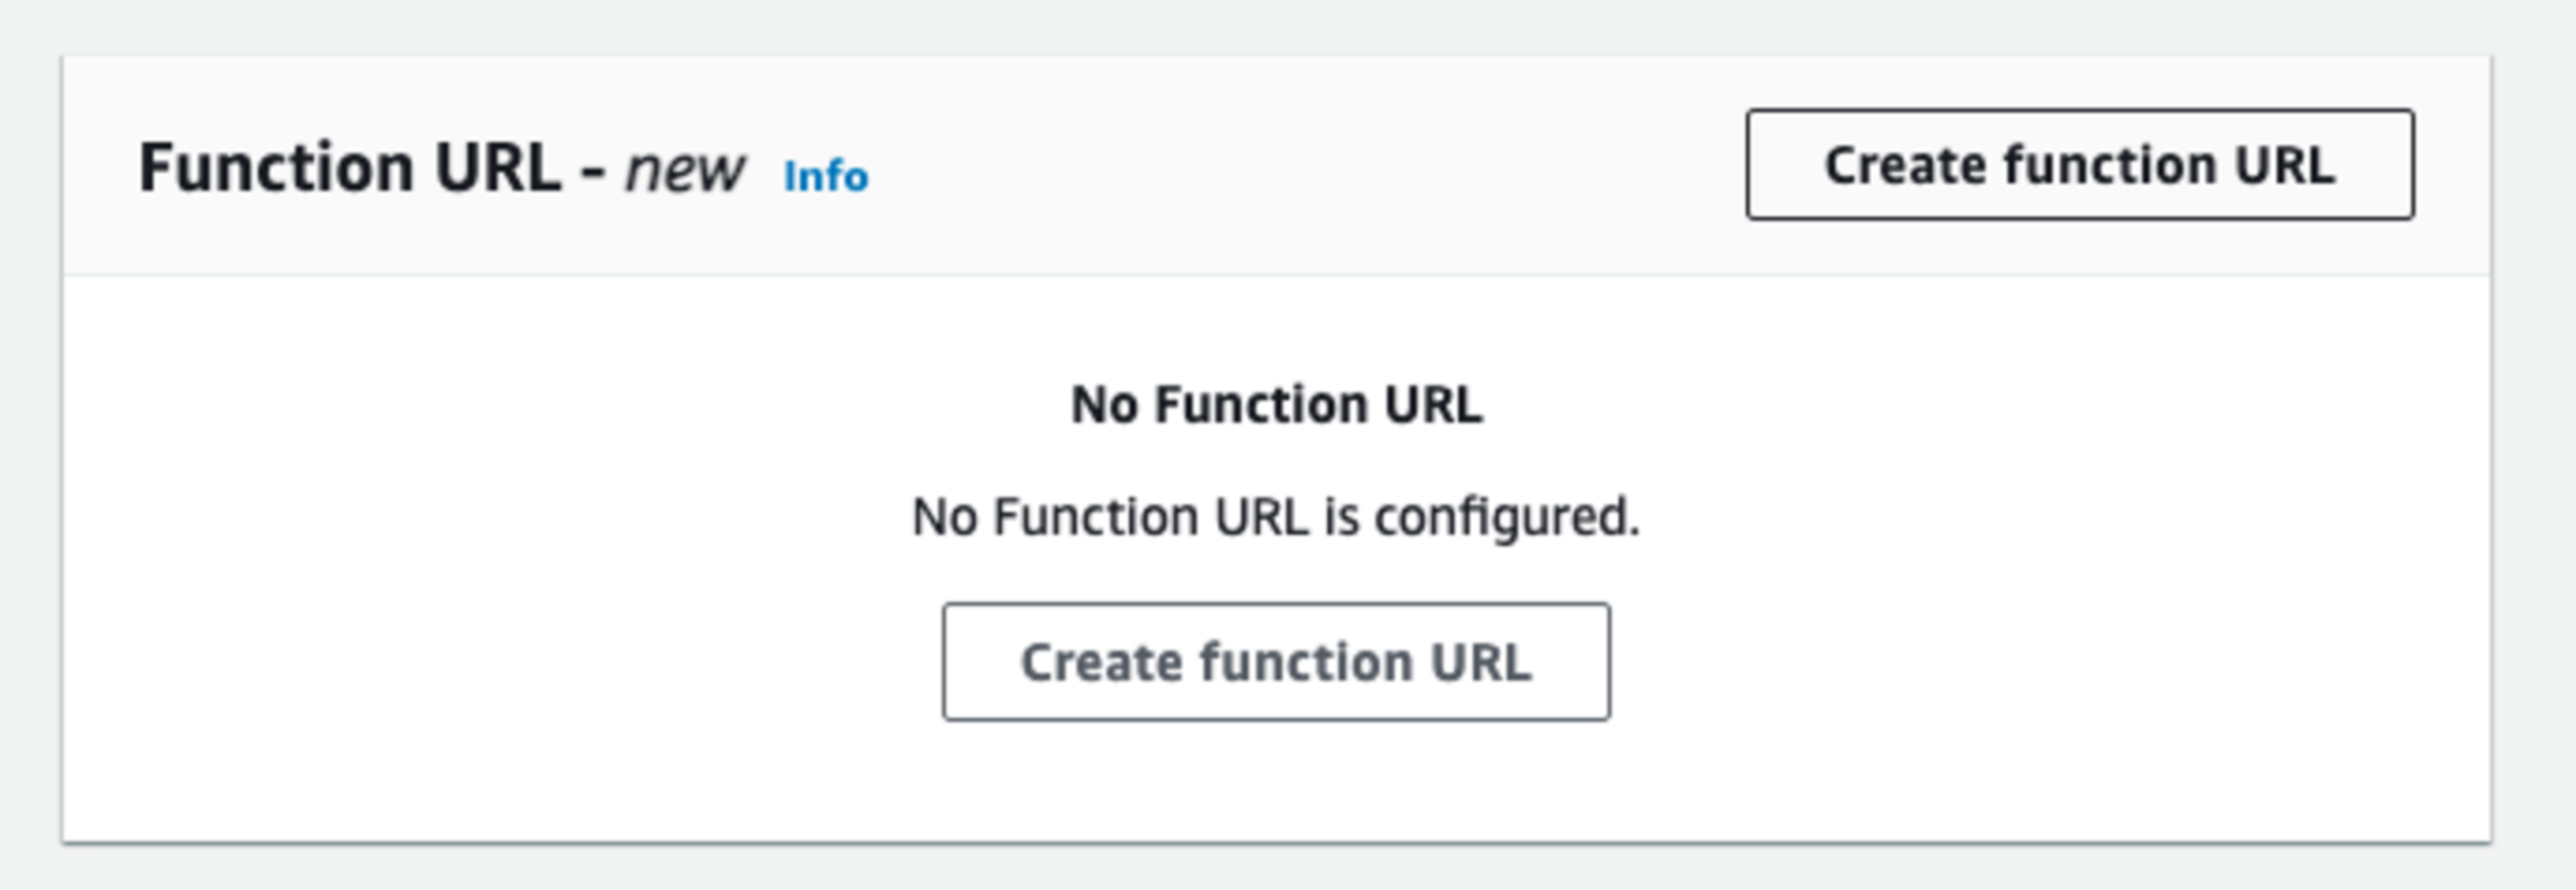 Function URL - new Info
Create function URL
No Function URL
No Function URL is configured.
Create function URL